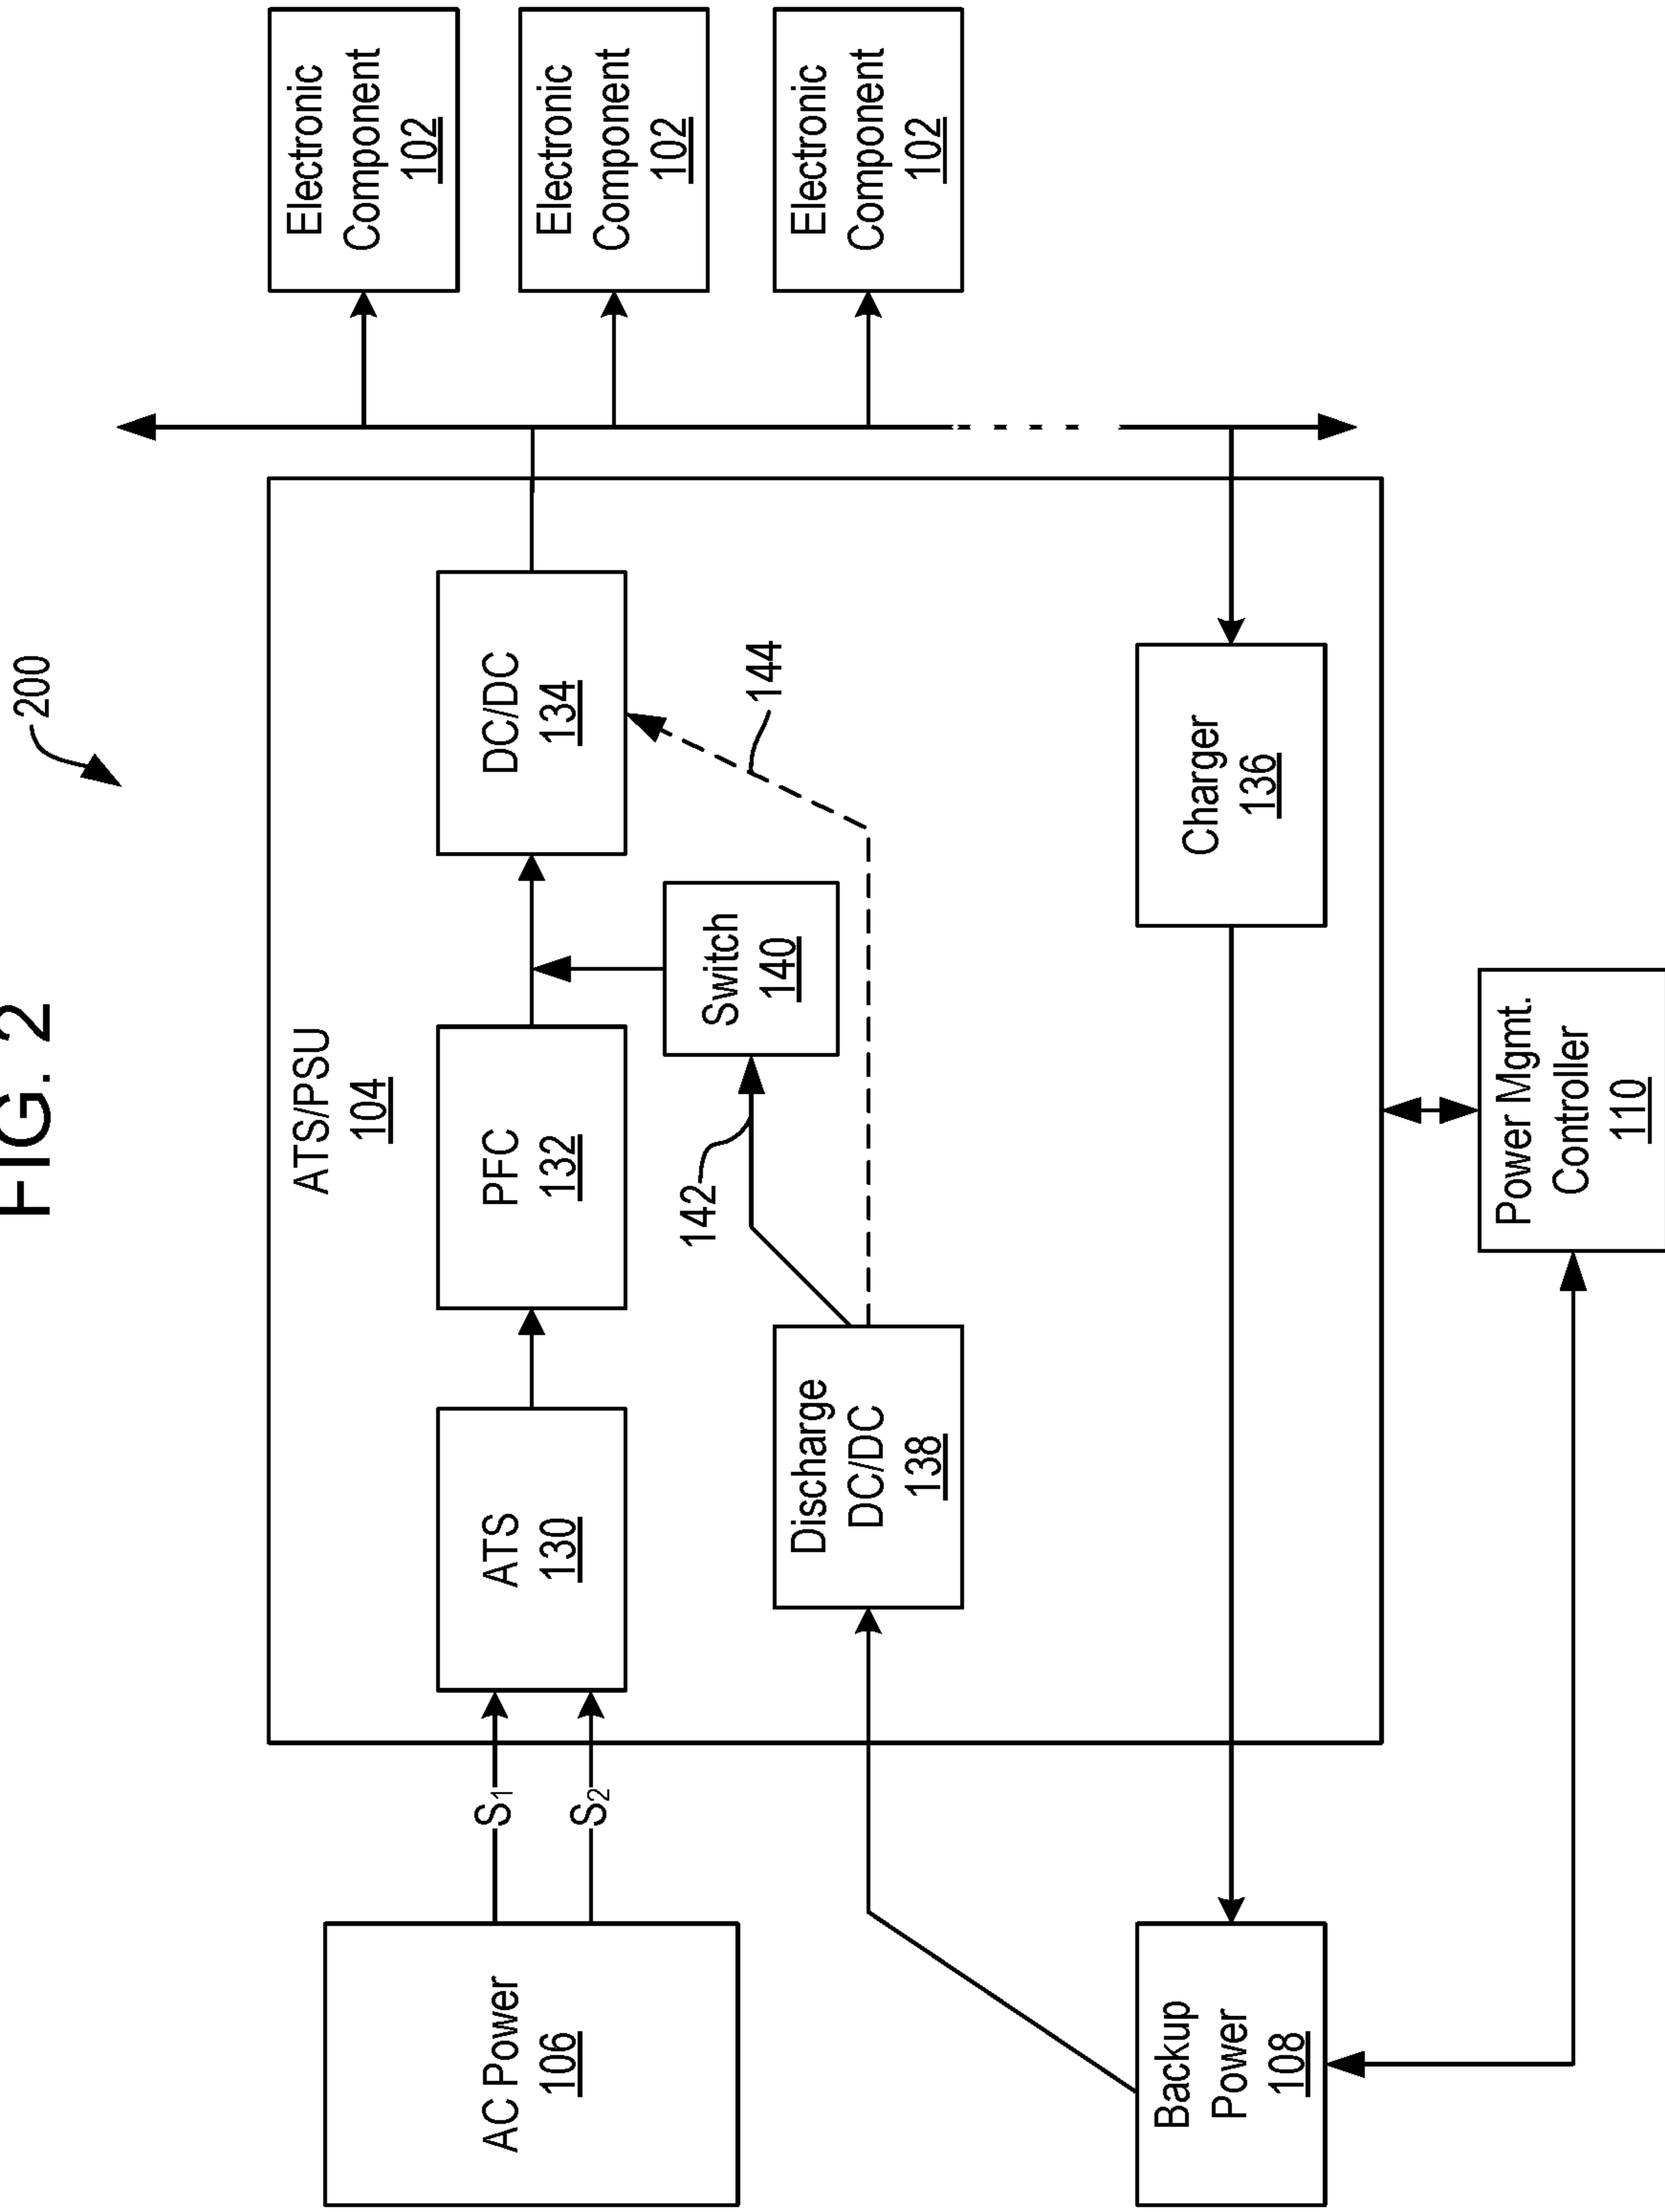 FIG. 2
200
AC Power
106
S1
S2
ATS/PSU
104
ATS
130
PFC
132
DC/DC
134
Switch
140
142
144
Discharge
DC/DC
138
Charger
136
Backup
Power
108
Power Mgmt.
Controller
110
Electronic
Component
102
Electronic
Component
102
Electronic
Component
102